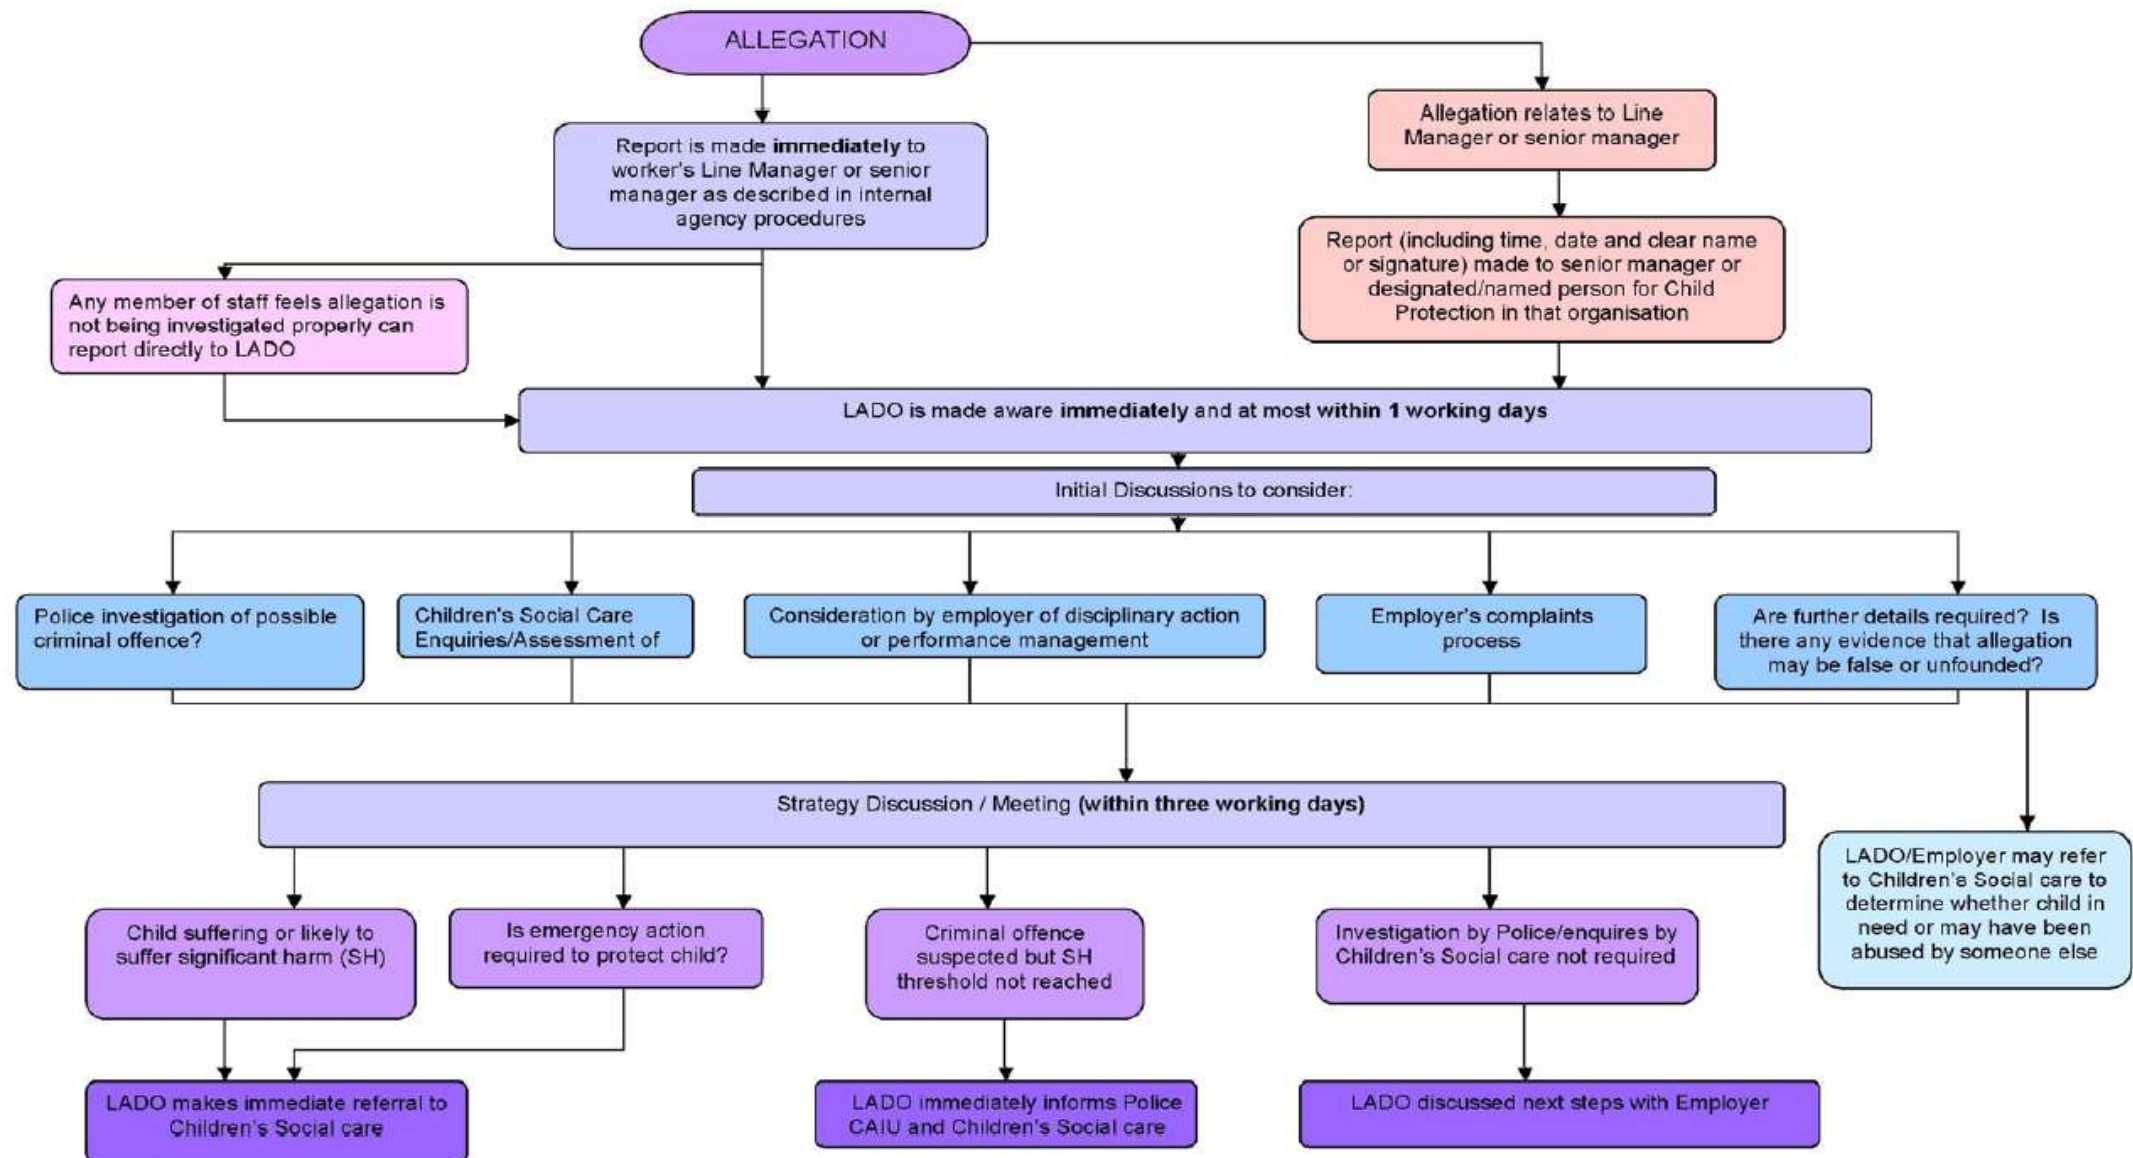 ALLEGATION
Allegation relates to Line
Manager or senior manager
Report is made immediately to
worker's Line Manager or senior
manager as described in internal
agency procedures
Report (including time, date and clear name
or signature) made to senior manager or
designated/named person for Child
Protection in that organisation
Any member of staff feels allegation is
not being investigated properly can
report directly to LADO
LADO is made aware immediately and at most within 1 working days
Initial Discussions to consider:
Police investigation of possible
criminal offence?
Children's Social Care
Enquiries/Assessment of
Consideration by employer of disciplinary action
or performance management
Employer's complaints
process
Are further details required? Is
there any evidence that allegation
may be false or unfounded?
Strategy Discussion / Meeting (within three working days)
LADO/Employer may refer
to Children's Social care to
determine whether child in
need or may have been
abused by someone else
Child suffering or likely to
suffer significant harm (SH)
Is emergency action
required to protect child?
Criminal offence
suspected but SH
threshold not reached
Investigation by Police/enquires by
Children's Social care not required
LADO makes immediate referral to
Children's Social care
LADO immediately informs Police
CAIU and Children's Social care
LADO discussed next steps with Employer